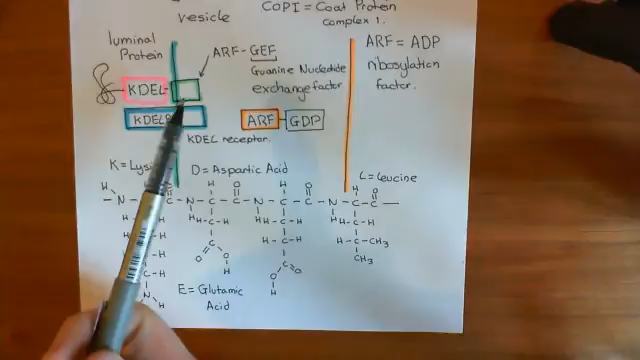 vesicle
COPI = Coat Protein
complex 1.
luminal
Protein
ARF-GEF
Guanine Nucleotide
exchange factor
ARF = ADP
ribosylation
factor.
KDEL
KDEL
KDEL receptor.
ARF
GDP
D = Aspartic Acid
L = Leucine
E = Glutamic
Acid
CH3
CH3